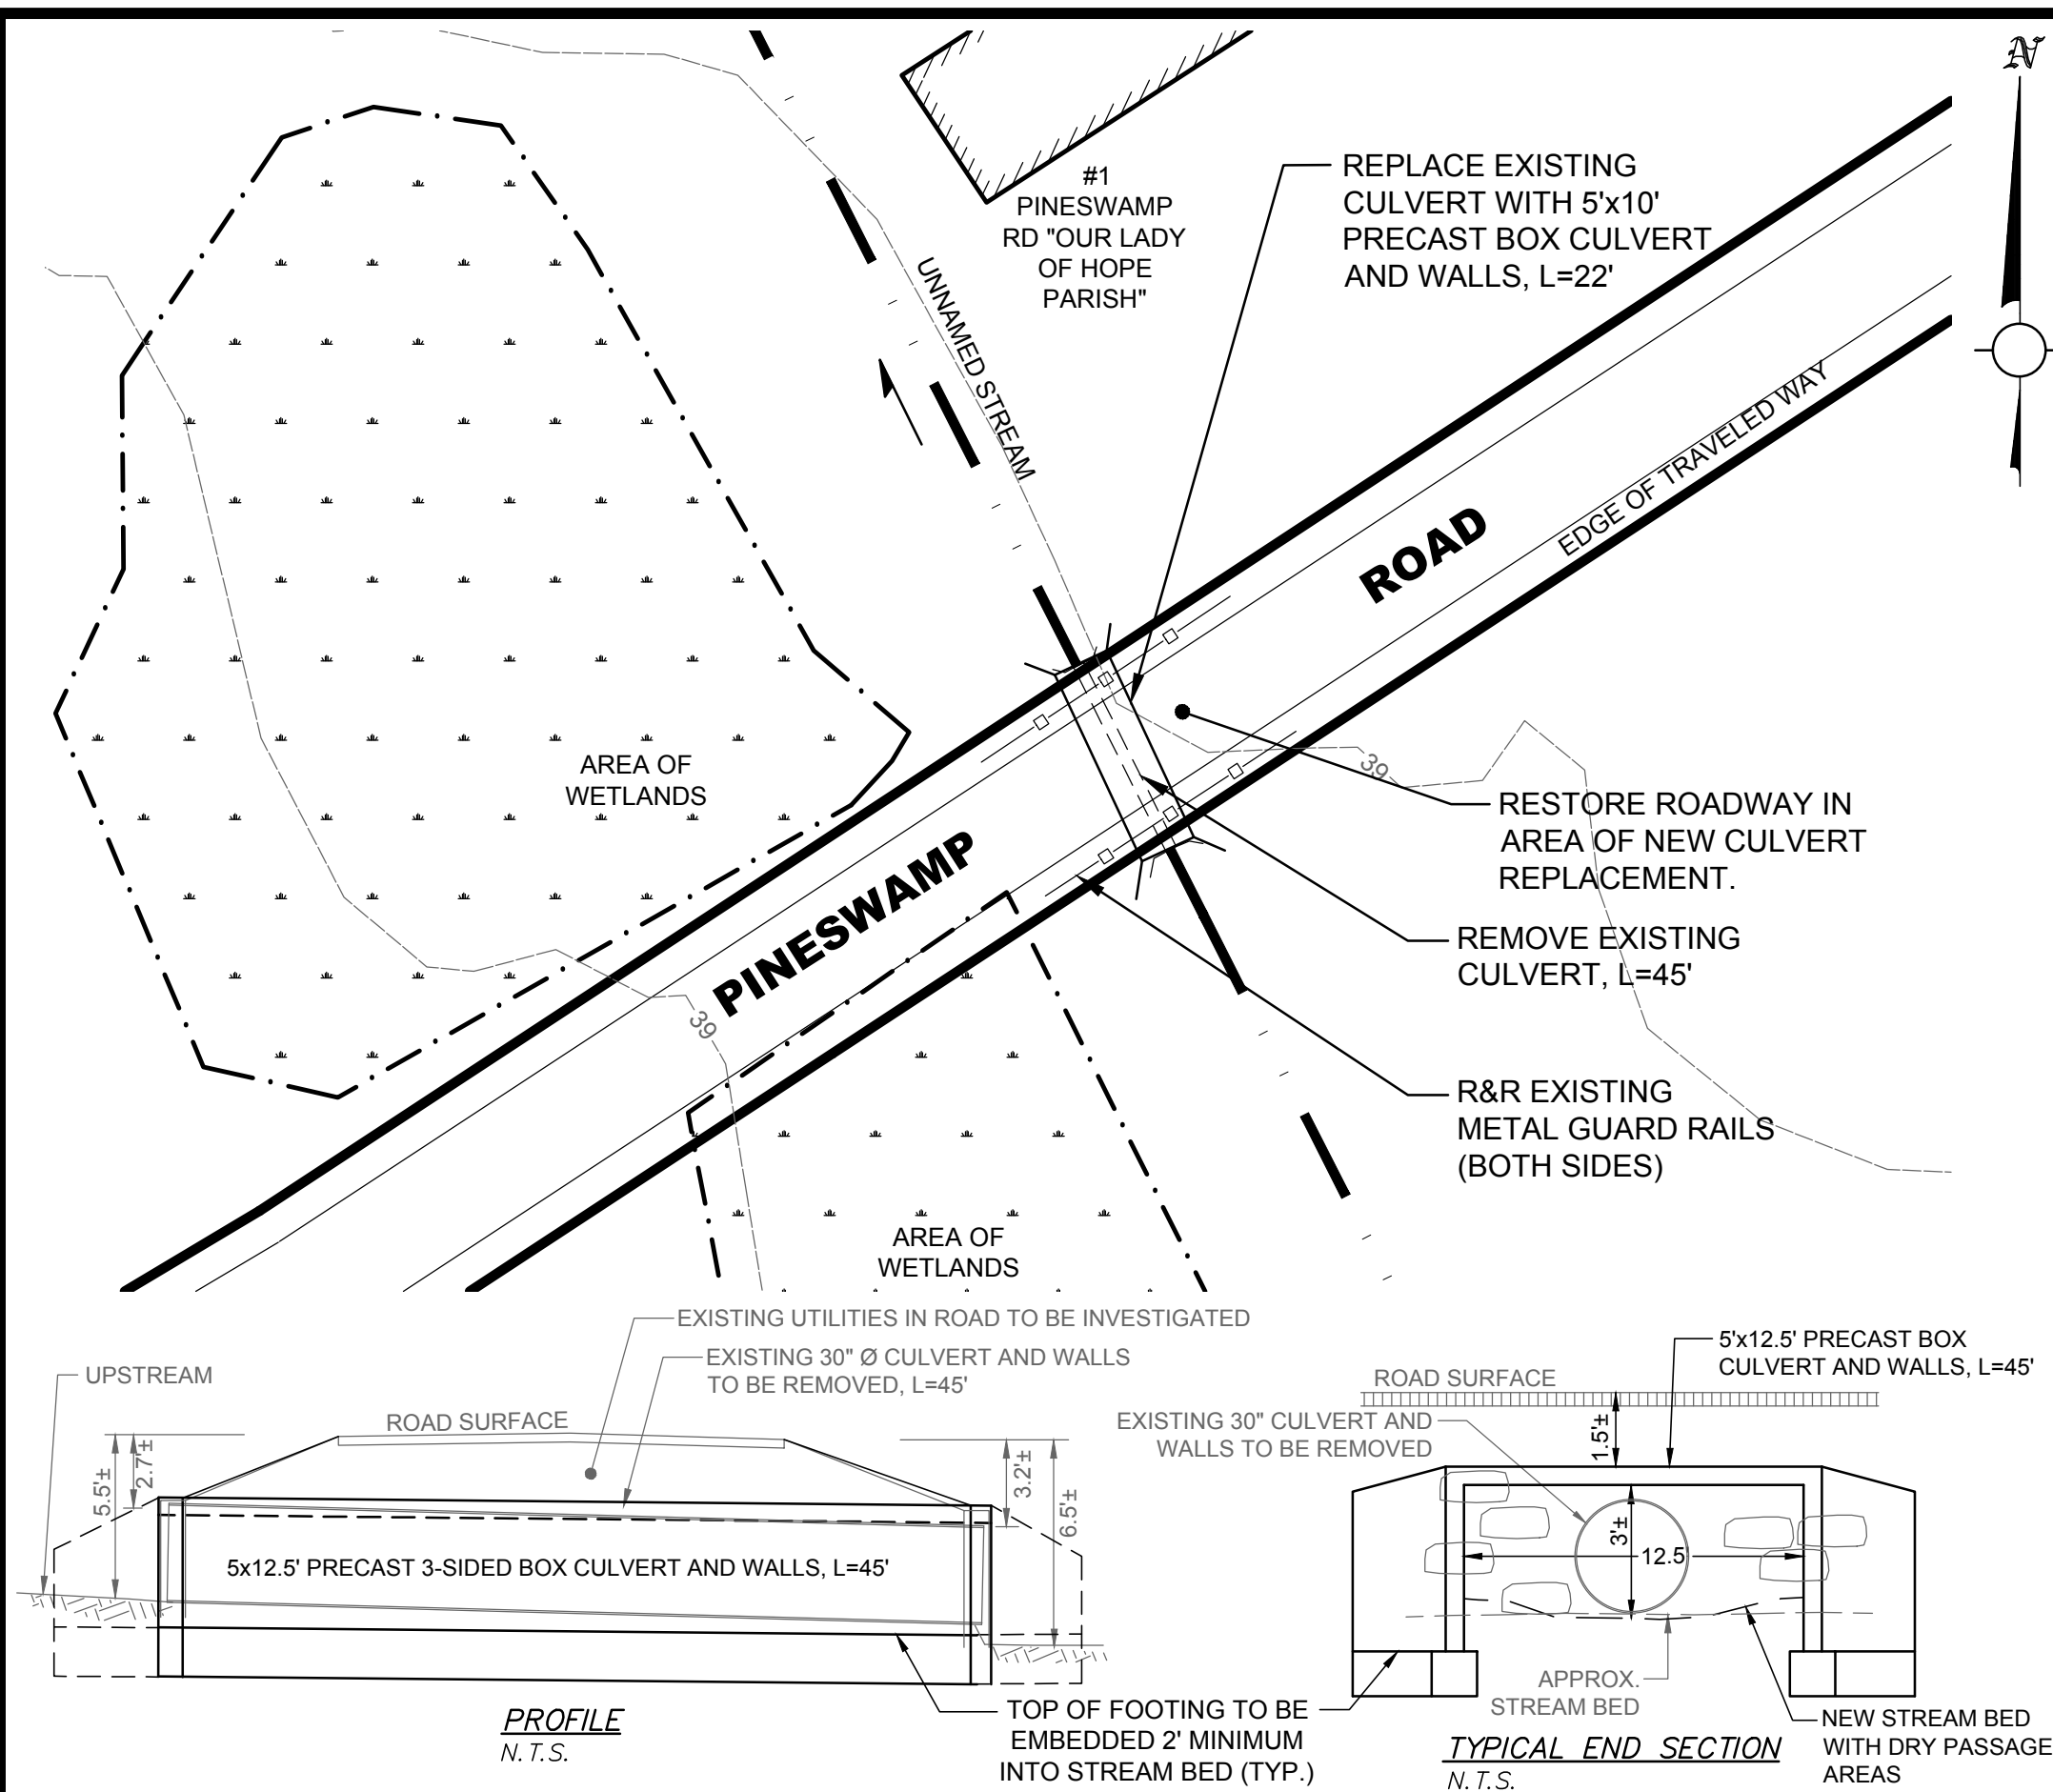 N
#1
PINESWAMP
RD "OUR LADY
OF HOPE
PARISH"
REPLACE EXISTING
CULVERT WITH 5'x10'
PRECAST BOX CULVERT
AND WALLS, L=22'
UNNAMED STREAM
EDGE OF TRAVELED WAY
ROAD
PINESWAMP
AREA OF
WETLANDS
39
RESTORE ROADWAY IN
AREA OF NEW CULVERT
REPLACEMENT.
REMOVE EXISTING
CULVERT, L=45'
39
R&R EXISTING
METAL GUARD RAILS
(BOTH SIDES)
AREA OF
WETLANDS
EXISTING UTILITIES IN ROAD TO BE INVESTIGATED
EXISTING 30" Ø CULVERT AND WALLS
TO BE REMOVED, L=45'
UPSTREAM
ROAD SURFACE
5.5'±
2.7'±
3.2'±
6.5'±
5x12.5' PRECAST 3-SIDED BOX CULVERT AND WALLS, L=45'
PROFILE
N.T.S.
TOP OF FOOTING TO BE
EMBEDDED 2' MINIMUM
INTO STREAM BED (TYP.)
5'x12.5' PRECAST BOX
CULVERT AND WALLS, L=45'
ROAD SURFACE
EXISTING 30" CULVERT AND
WALLS TO BE REMOVED
1.5'±
3'±
12.5'
APPROX.
STREAM BED
NEW STREAM BED
WITH DRY PASSAGE
AREAS
TYPICAL END SECTION
N.T.S.